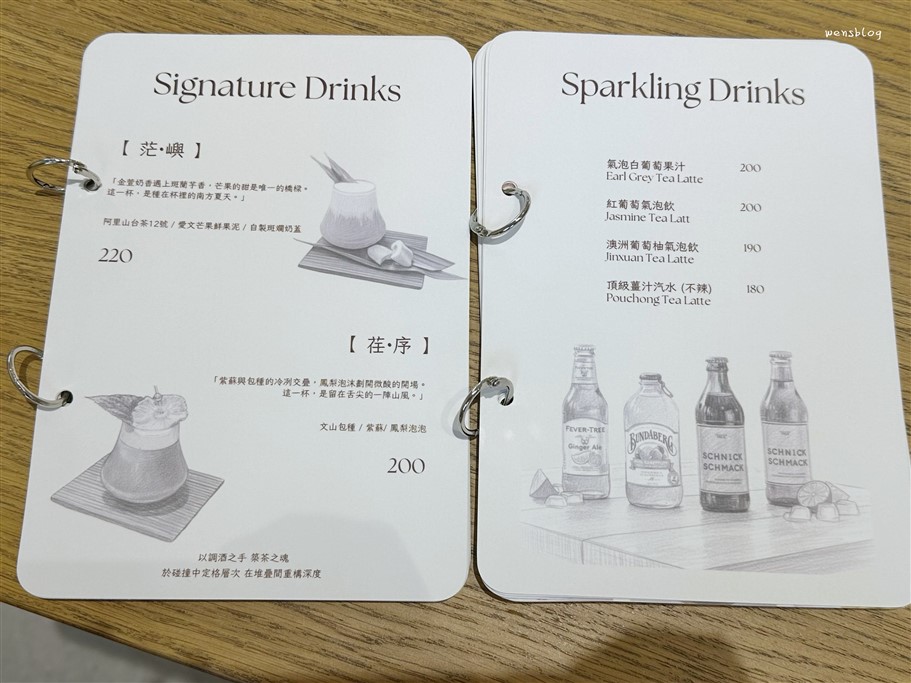 wensblog
Signature Drinks
【 茫•嶼 】
「金萱奶香遇上斑蘭芋香，芒果的甜是唯一的橋樑。
這一杯，是種在杯裡的南方夏天。」
阿里山台茶12號 / 愛文芒果鮮果泥 / 自製斑斕奶蓋
220
【 荏•序 】
「紫蘇與包種的冷冽交疊，鳳梨泡沫劃開微酸的開場。
這一杯，是留在舌尖的一陣山風。」
文山包種 / 紫蘇/ 鳳梨泡泡
200
以調酒之手 築茶之魂
於碰撞中定格層次 在堆疊間重構深度
Sparkling Drinks
氣泡白葡萄果汁 200
Earl Grey Tea Latte
紅葡萄氣泡飲 200
Jasmine Tea Latt
澳洲葡萄柚氣泡飲 190
Jinxuan Tea Latte
頂級薑汁汽水 (不辣) 180
Pouchong Tea Latte
FEVER-TREE
Ginger Ale
BUNDABERG
SCHNICK
SCHMACK
SCHNICK
SCHMACK